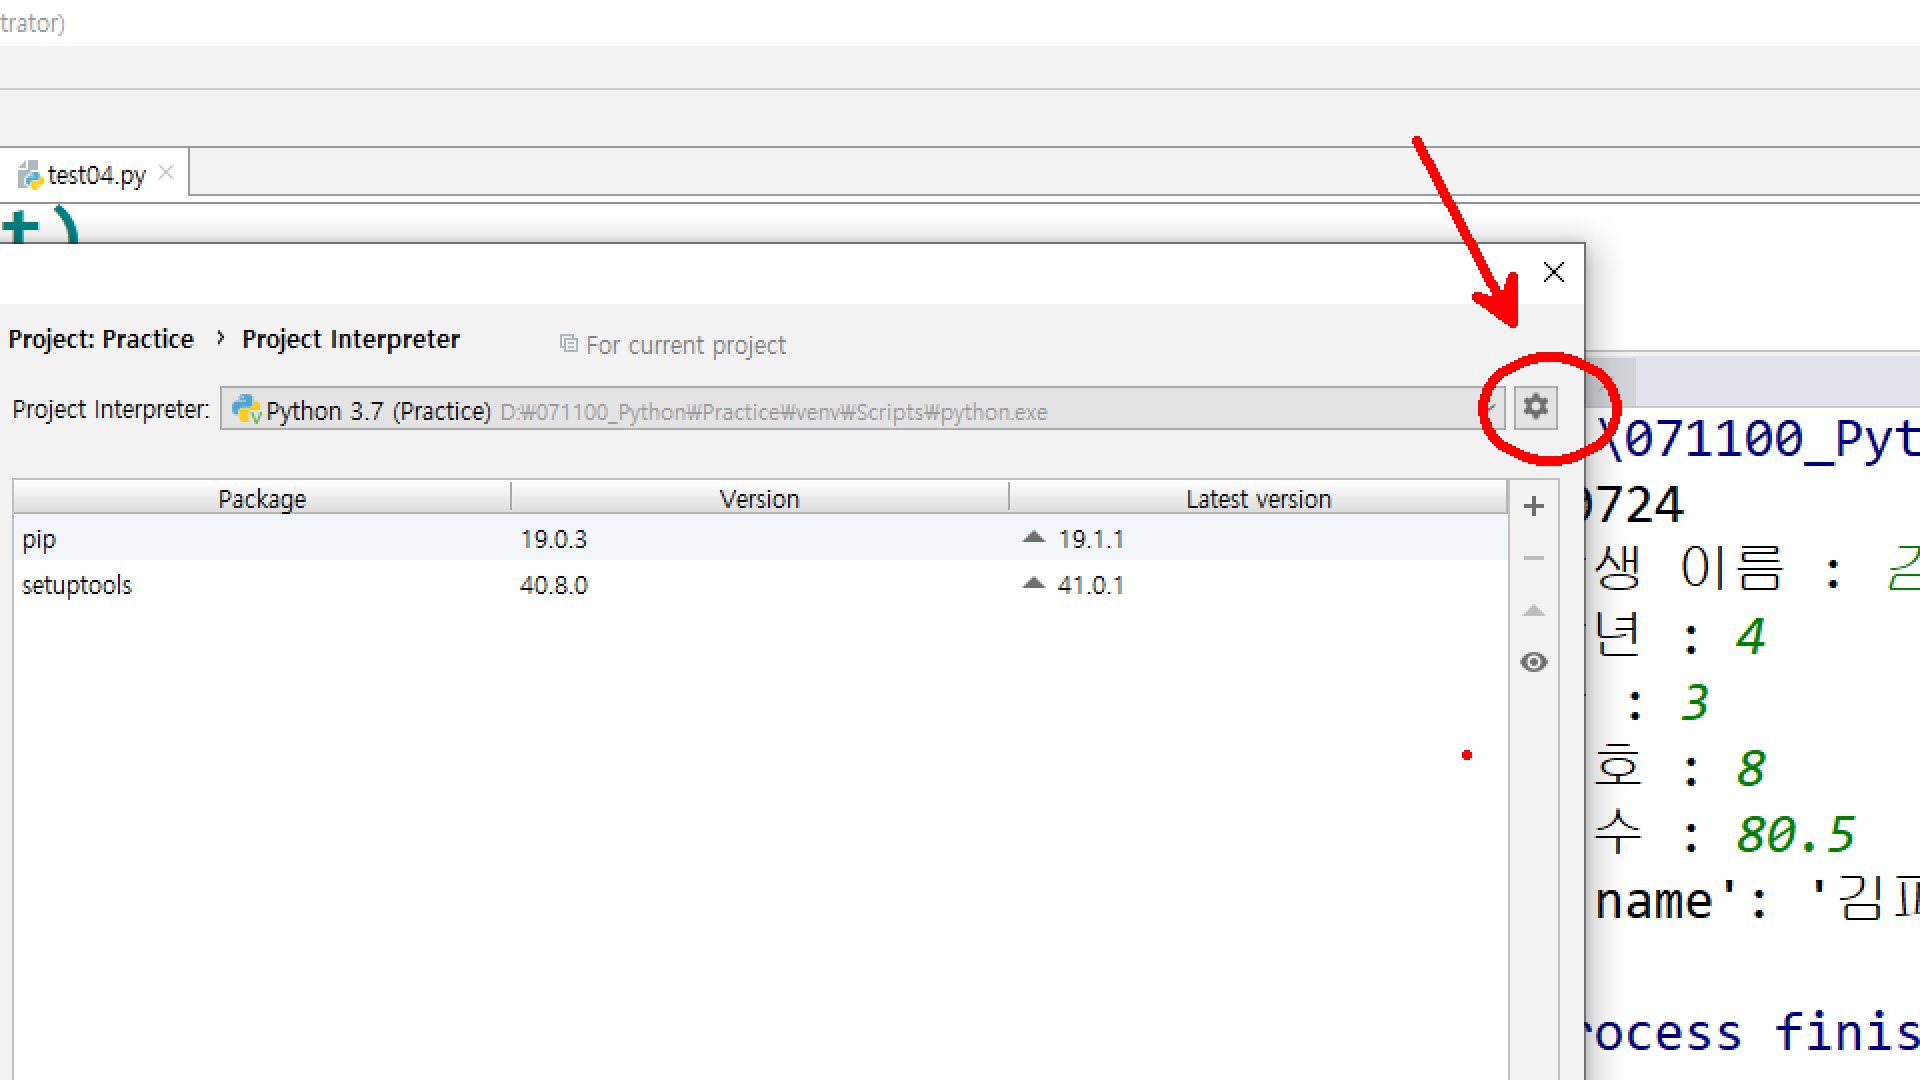 trator)
test04.py
t)
Project: Practice › Project Interpreter
For current project
Project Interpreter: Python 3.7 (Practice) D:₩071100_Python₩Practice₩venv₩Scripts₩python.exe
Package Version Latest version
pip 19.0.3 19.1.1
setuptools 40.8.0 41.0.1
\071100_Pyt
0724
생 이름 : 김
년 : 4
: 3
호 : 8
수 : 80.5
name': '김파
rocess finis